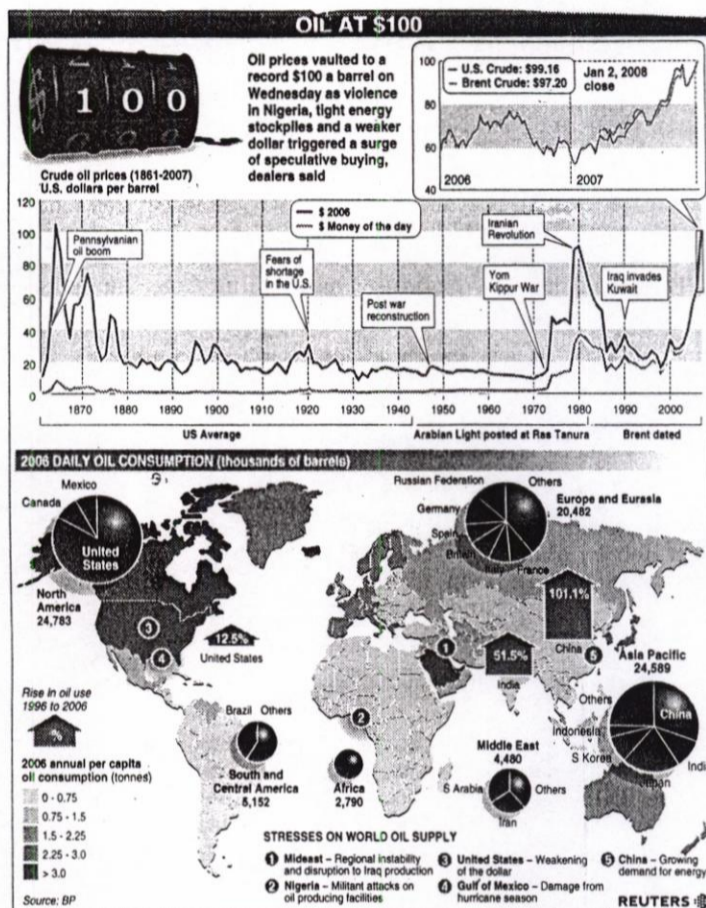 OIL AT $100
100
Oil prices vaulted to a
record $100 a barrel on
Wednesday as violence
in Nigeria, tight energy
stockpiles and a weaker
dollar triggered a
surge of speculative buying,
dealers said
U.S. Crude: $99.16
Brent Crude: $97.20
Jan 2, 2008
close
100
80
60
40
2006
2007
Crude oil prices (1861-2007)
U.S. dollars per barrel
$ 2006
$ Money of the day
120
100
80
60
40
20
0
Pennsylvanian
oil boom
Fears of
shortage
in the U.S.
Post war
reconstruction
Yom
Kippur War
Iranian
Revolution
Iraq invades
Kuwait
1870 1880 1890 1900 1910 1920 1930 1940 1950 1960 1970 1980 1990 2000
US Average
Arabian Light posted at Ras Tanura
Brent dated
2006 DAILY OIL CONSUMPTION (thousands of barrels)
Mexico
Canada
United
States
North
America
24,783
Russian Federation
Others
Germany
Spain
Britain
Italy
France
Europe and Eurasia
20,482
12.5%
United States
51.5%
India
101.1%
China
Asia Pacific
24,589
Others
China
Indonesia
S Korea
Japan
Indi
Brazil
Others
South and
Central America
5,152
Africa
2,790
Middle East
4,480
S Arabia
Others
Iran
1
2
3
4
5
Rise in oil use
1996 to 2006
%
2006 annual per capita
oil consumption (tonnes)
0 - 0.75
0.75 - 1.5
1.5 - 2.25
2.25 - 3.0
> 3.0
STRESSES ON WORLD OIL SUPPLY
1 Mideast – Regional instability
and disruption to Iraq production
2 Nigeria – Militant attacks on
oil producing facilities
3 United States – Weakening
of the dollar
4 Gulf of Mexico – Damage from
hurricane season
5 China – Growing
demand for energy
Source: BP
REUTERS